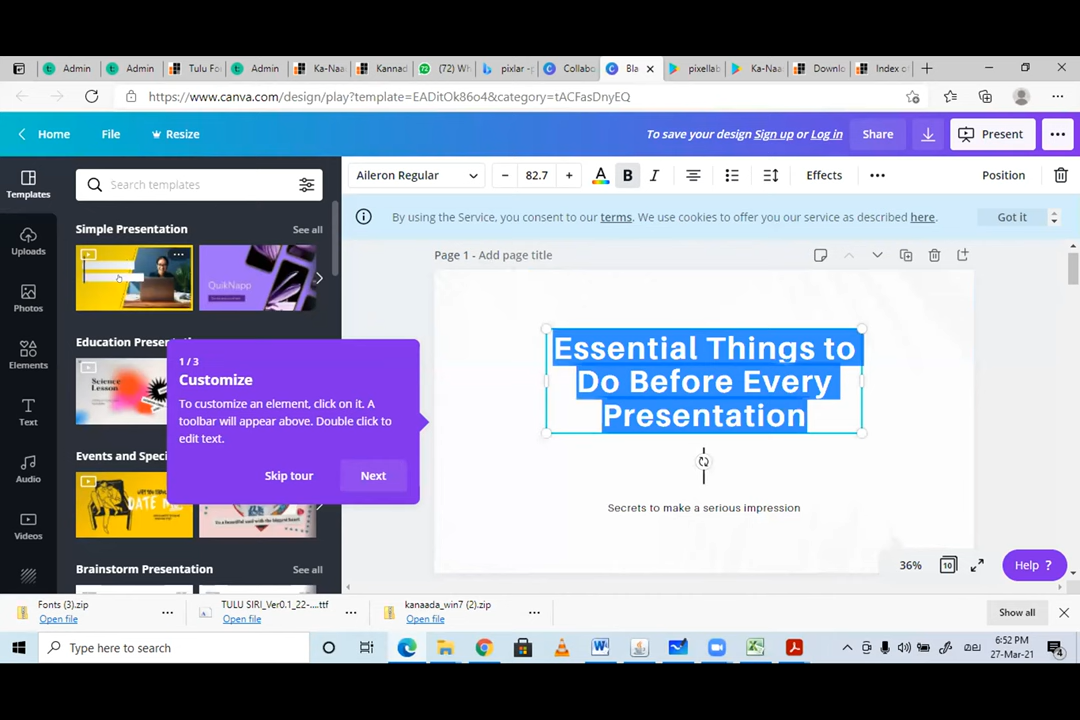 Admin
Admin
Tulu Fo
Admin
Ka-Naa
Kannad
(72) Wh
pixlar - p
Collabo
Bla
pixellab
Ka-Naa
Downlo
Index o
https://www.canva.com/design/play?template=EADitOk86o4&category=tACFasDnyEQ
Home
File
Resize
To save your design Sign up or Log in
Share
Present
Templates
Search templates
Aileron Regular
82.7
A
B
I
Effects
Position
Uploads
Simple Presentation
See all
By using the Service, you consent to our terms. We use cookies to offer you our service as described here.
Got it
QuikNapp
Page 1 - Add page title
Photos
Education Presen
Science
Lesson
Elements
1 / 3
Customize
To customize an element, click on it. A
toolbar will appear above. Double click to
edit text.
Skip tour
Next
Essential Things to
Do Before Every
Presentation
Secrets to make a serious impression
Text
Audio
Events and Speci
DATE
Videos
Brainstorm Presentation
See all
36%
10
Help ?
Fonts (3).zip
Open file
TULU SIRI_Ver0.1_22-....ttf
Open file
kanaada_win7 (2).zip
Open file
Show all
Type here to search
മല
6:52 PM
27-Mar-21
4